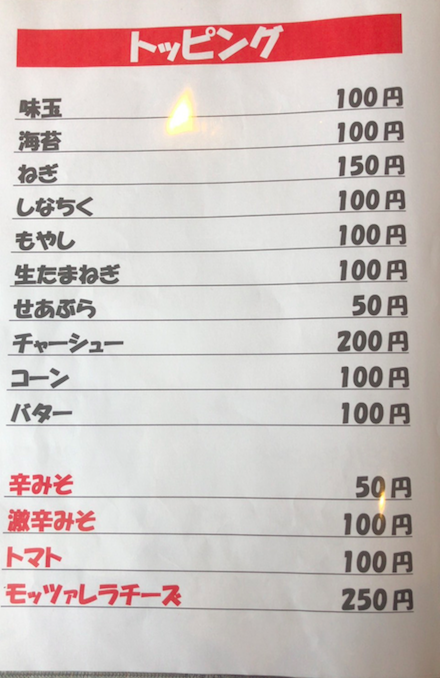 トッピング
味玉 100円
海苔 100円
ねぎ 150円
しなちく 100円
もやし 100円
生たまねぎ 100円
せあぶら 50円
チャーシュー 200円
コーン 100円
バター 100円
辛みそ 50円
激辛みそ 100円
トマト 100円
モッツァレラチーズ 250円